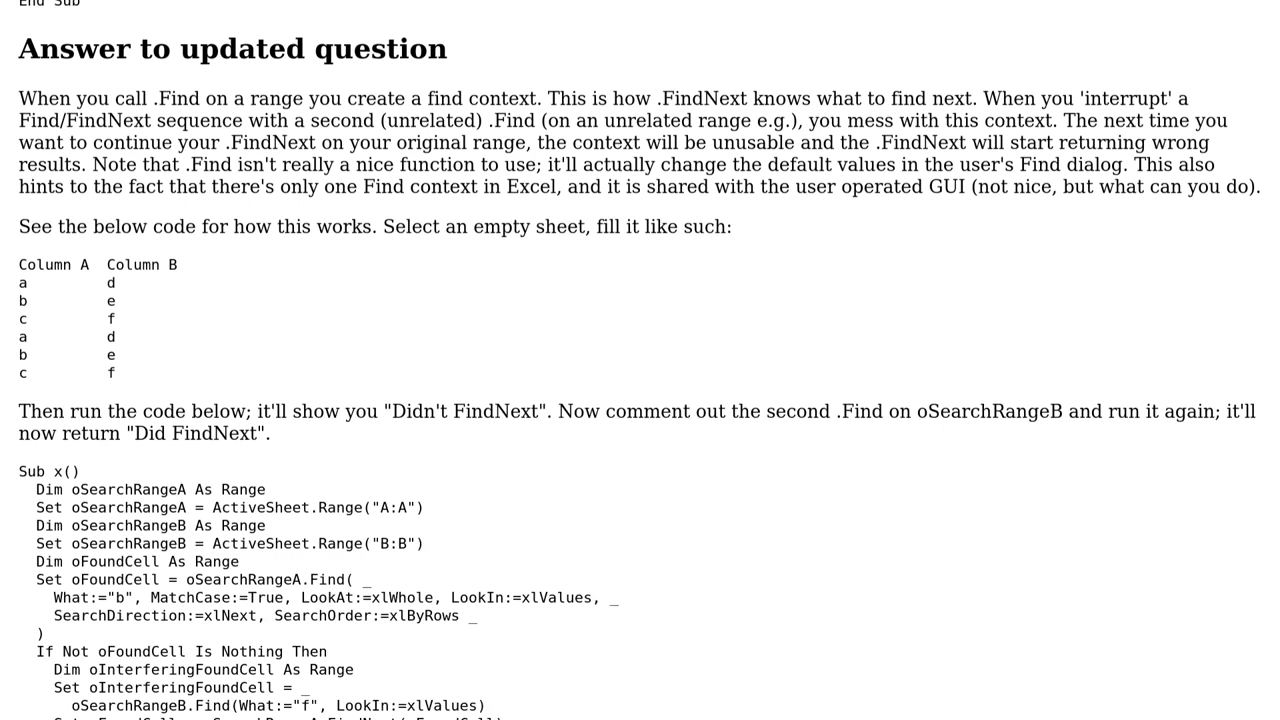 End Sub
Answer to updated question
When you call .Find on a range you create a find context. This is how .FindNext knows what to find next. When you 'interrupt' a
Find/FindNext sequence with a second (unrelated) .Find (on an unrelated range e.g.), you mess with this context. The next time you
want to continue your .FindNext on your original range, the context will be unusable and the .FindNext will start returning wrong
results. Note that .Find isn't really a nice function to use; it'll actually change the default values in the user's Find dialog. This also
hints to the fact that there's only one Find context in Excel, and it is shared with the user operated GUI (not nice, but what can you do).
See the below code for how this works. Select an empty sheet, fill it like such:
Column A  Column B
a         d
b         e
c         f
a         d
b         e
c         f
Then run the code below; it'll show you "Didn't FindNext". Now comment out the second .Find on oSearchRangeB and run it again; it'll
now return "Did FindNext".
Sub x()
  Dim oSearchRangeA As Range
  Set oSearchRangeA = ActiveSheet.Range("A:A")
  Dim oSearchRangeB As Range
  Set oSearchRangeB = ActiveSheet.Range("B:B")
  Dim oFoundCell As Range
  Set oFoundCell = oSearchRangeA.Find( _
    What:="b", MatchCase:=True, LookAt:=xlWhole, LookIn:=xlValues, _
    SearchDirection:=xlNext, SearchOrder:=xlByRows _
  )
  If Not oFoundCell Is Nothing Then
    Dim oInterferingFoundCell As Range
    Set oInterferingFoundCell = _
      oSearchRangeB.Find(What:="f", LookIn:=xlValues)